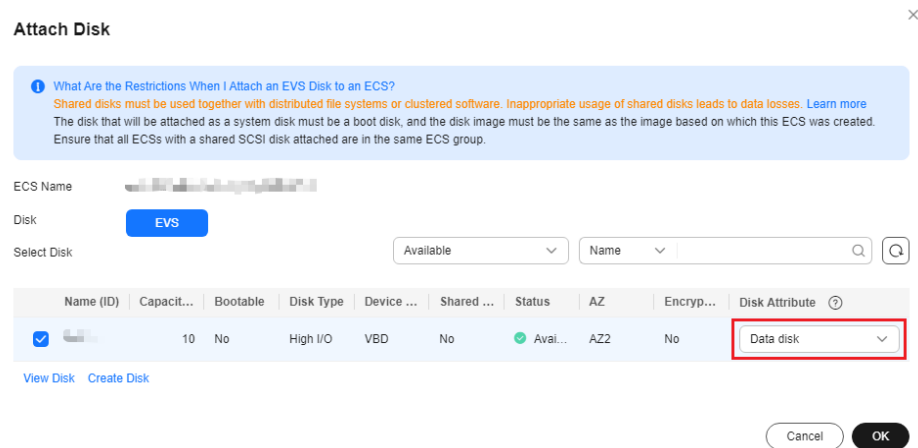 Attach Disk
What Are the Restrictions When I Attach an EVS Disk to an ECS?
Shared disks must be used together with distributed file systems or clustered software. Inappropriate usage of shared disks leads to data losses. Learn more
The disk that will be attached as a system disk must be a boot disk, and the disk image must be the same as the image based on which this ECS was created.
Ensure that all ECSs with a shared SCSI disk attached are in the same ECS group.
ECS Name
Disk EVS
Select Disk Available Name
Name (ID) Capacit... Bootable Disk Type Device ... Shared ... Status AZ Encryp... Disk Attribute ?
10 No High I/O VBD No Avai... AZ2 No Data disk
View Disk Create Disk
Cancel OK